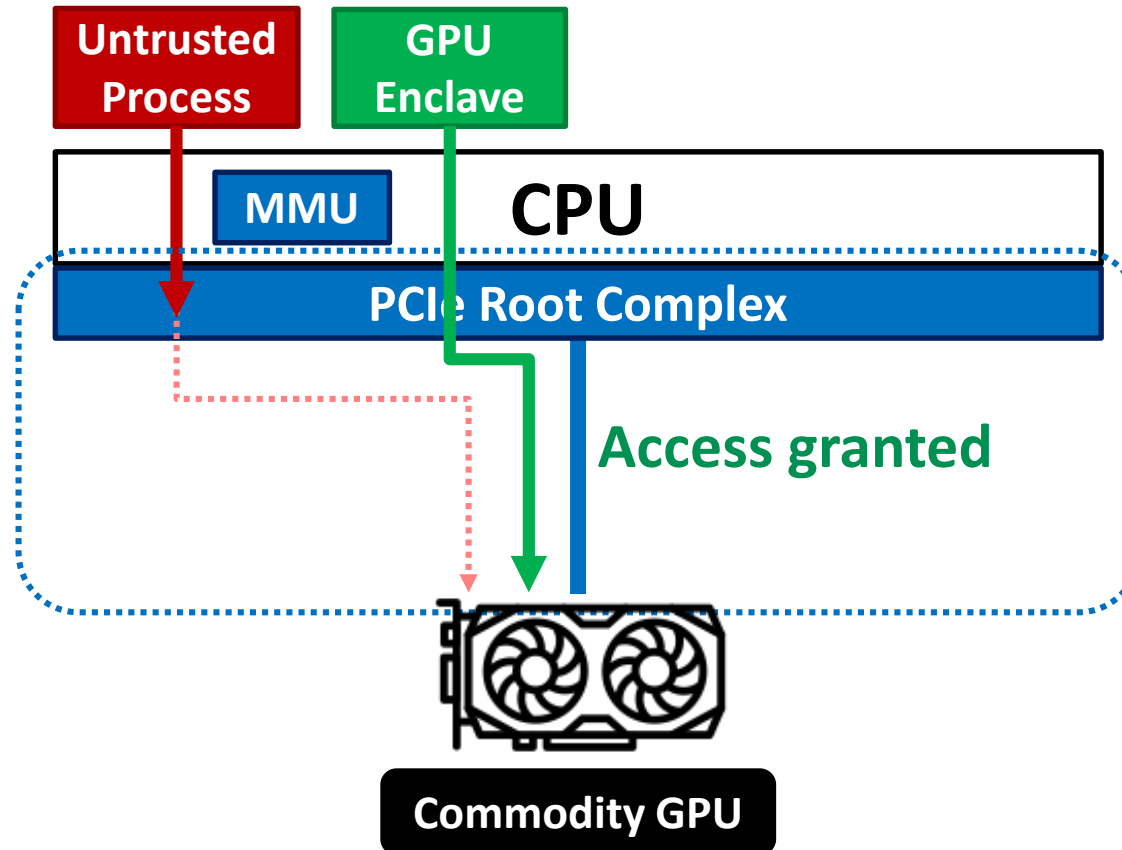 Untrusted
Process
GPU
Enclave
MMU
CPU
PCIe Root Complex
Access granted
Commodity GPU